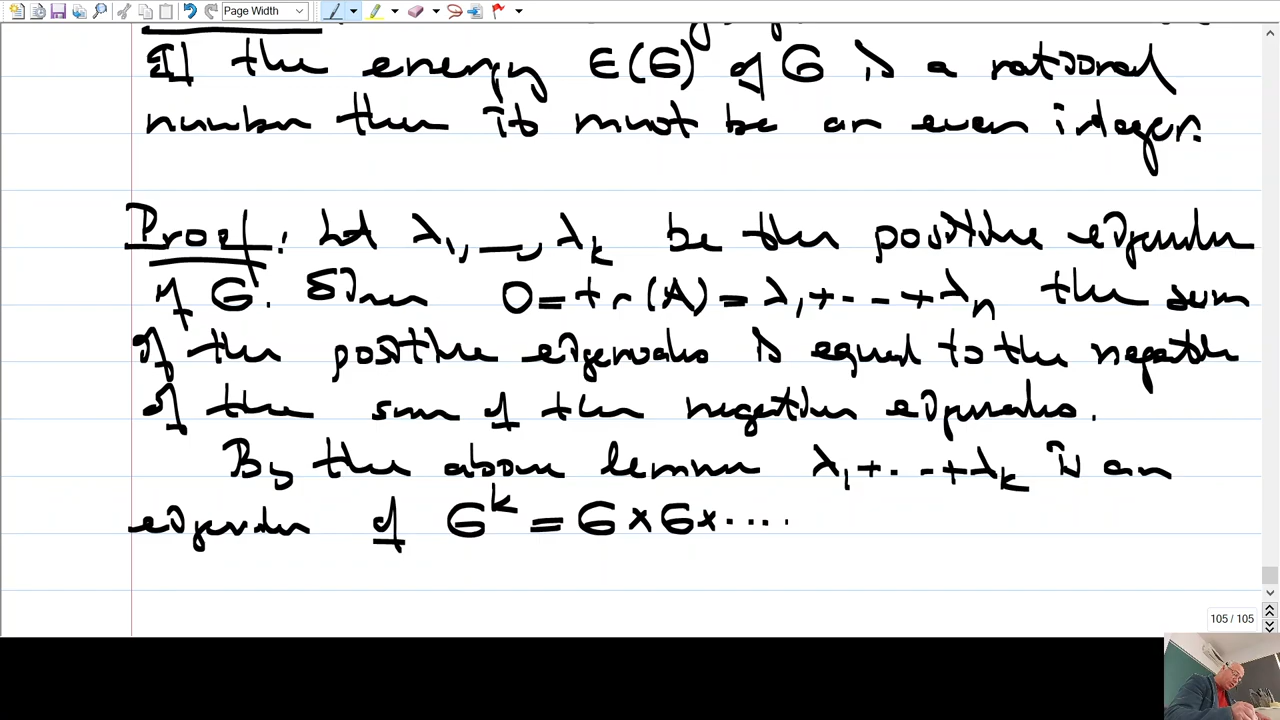 Page Width
If the energy E(G) of G is a rational
number then it must be an even integer.
Proof: Let λ₁, —, λₖ be the positive eigenvalues
of G. Since 0 = tr(A) = λ₁+...+λₙ the sum
of the positive eigenvalues is equal to the negative
of the sum of the negative eigenvalues.
By the above lemma λ₁+...+λₖ is an
eigenvalue of Gᵏ = G×G×.....
105 / 105